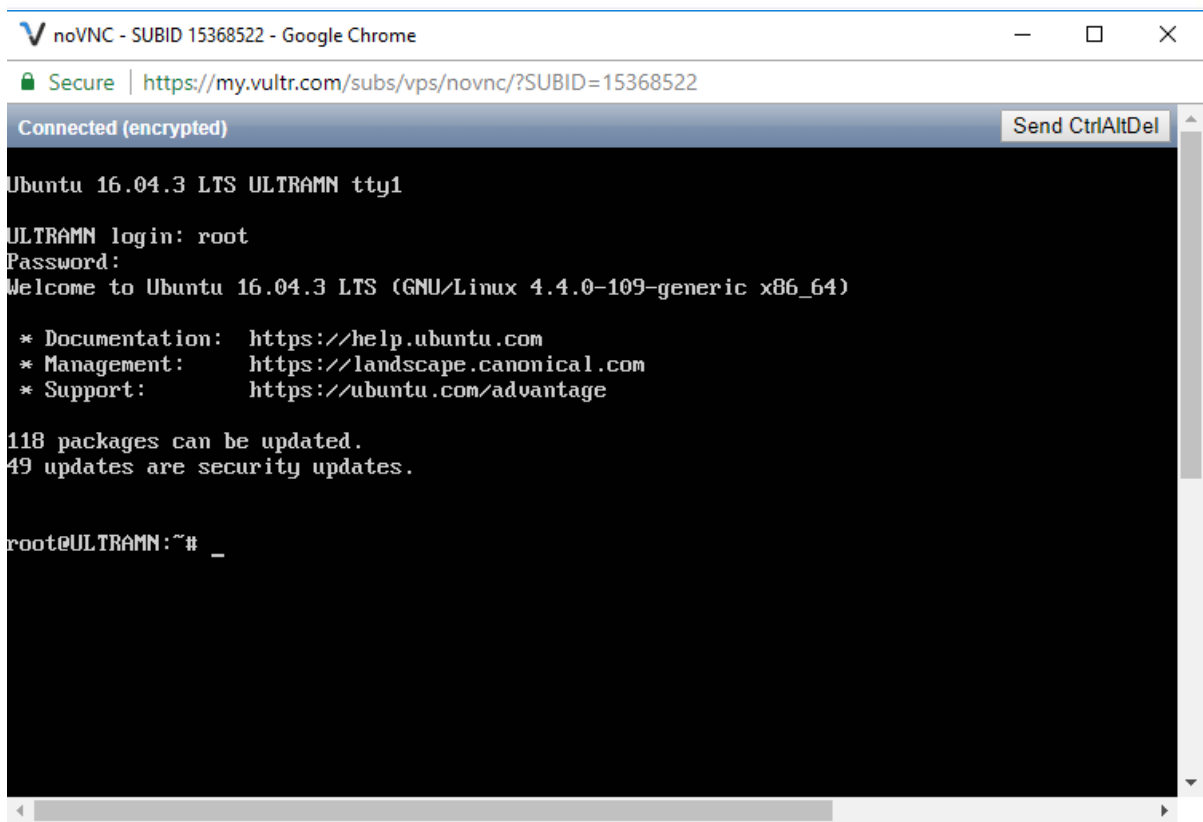 noVNC - SUBID 15368522 - Google Chrome
Secure | https://my.vultr.com/subs/vps/novnc/?SUBID=15368522
Connected (encrypted) Send CtrlAltDel
Ubuntu 16.04.3 LTS ULTRAMN tty1
ULTRAMN login: root
Password:
Welcome to Ubuntu 16.04.3 LTS (GNU/Linux 4.4.0-109-generic x86_64)
* Documentation: https://help.ubuntu.com
* Management: https://landscape.canonical.com
* Support: https://ubuntu.com/advantage
118 packages can be updated.
49 updates are security updates.
root@ULTRAMN:~# _